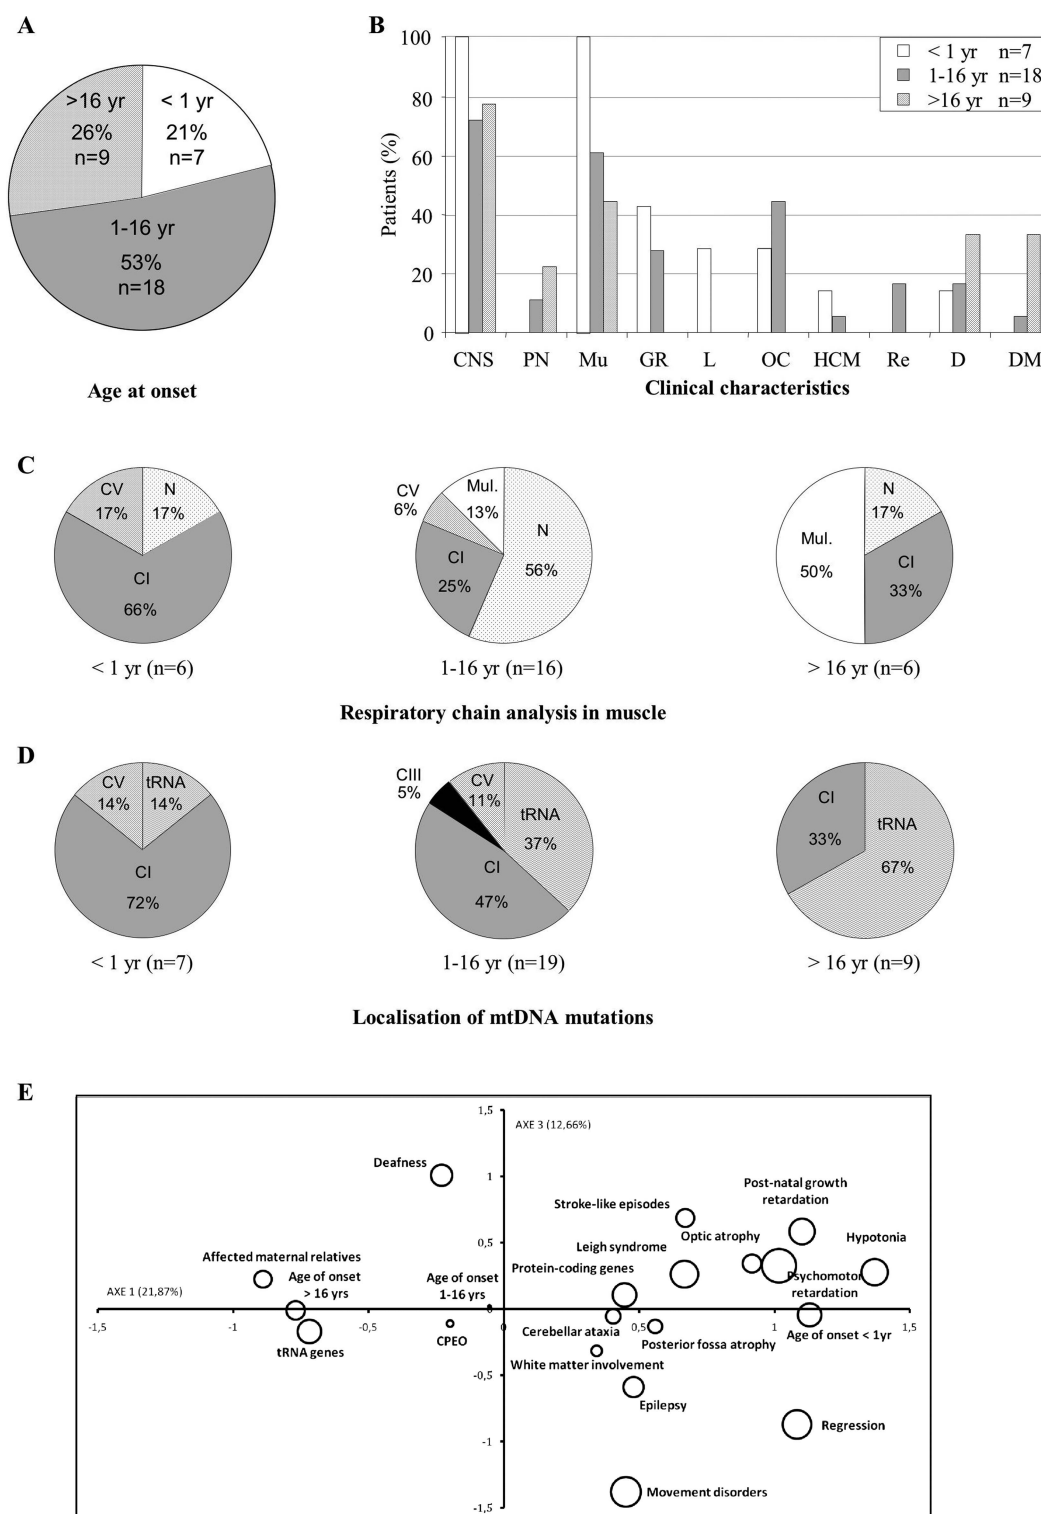 A
>16 yr
26%
n=9
< 1 yr
21%
n=7
1-16 yr
53%
n=18
Age at onset
B
100
80
60
40
20
0
Patients (%)
< 1 yr n=7
1-16 yr n=18
>16 yr n=9
CNS PN Mu GR L OC HCM Re D DM
Clinical characteristics
C
CV
17%
N
17%
CI
66%
< 1 yr (n=6)
CV
6%
Mul.
13%
N
56%
CI
25%
1-16 yr (n=16)
Mul.
50%
N
17%
CI
33%
> 16 yr (n=6)
Respiratory chain analysis in muscle
D
CV
14%
tRNA
14%
CI
72%
< 1 yr (n=7)
CIII
5%
CV
11%
tRNA
37%
CI
47%
1-16 yr (n=19)
CI
33%
tRNA
67%
> 16 yr (n=9)
Localisation of mtDNA mutations
E
1,5
AXE 3 (12,66%)
Deafness
1
Post-natal growth
retardation
Stroke-like episodes
Optic atrophy
Hypotonia
0,5
Leigh syndrome
Affected maternal relatives
Age of onset
> 16 yrs
Age of onset
1-16 yrs
Protein-coding genes
Psychomotor
retardation
AXE 1 (21,87%)
0
-1,5 -1 -0,5 0 0,5 1 1,5
tRNA genes
CPEO
Cerebellar ataxia
Posterior fossa atrophy
Age of onset < 1yr
White matter involvement
-0,5
Epilepsy
Regression
-1
Movement disorders
-1,5